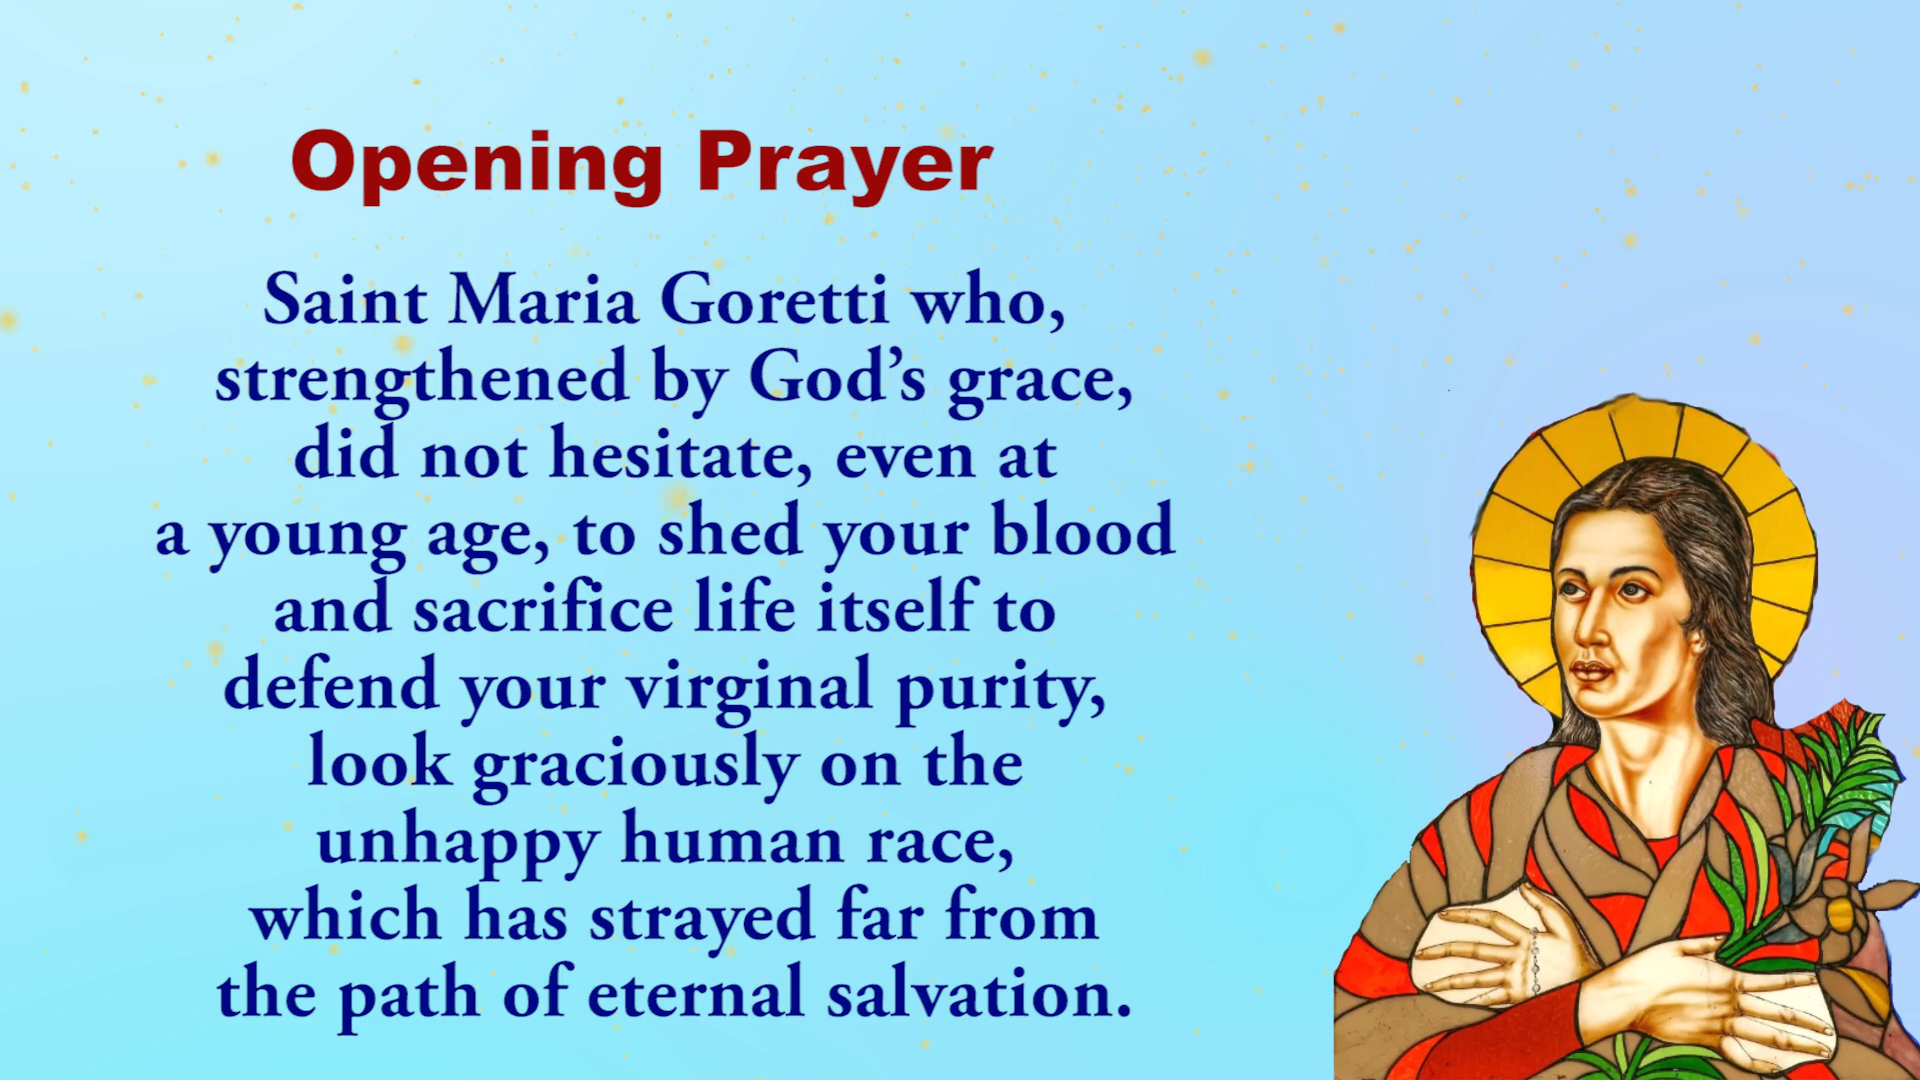 Opening Prayer
Saint Maria Goretti who,
strengthened by God’s grace,
did not hesitate, even at
a young age, to shed your blood
and sacrifice life itself to
defend your virginal purity,
look graciously on the
unhappy human race,
which has strayed far from
the path of eternal salvation.